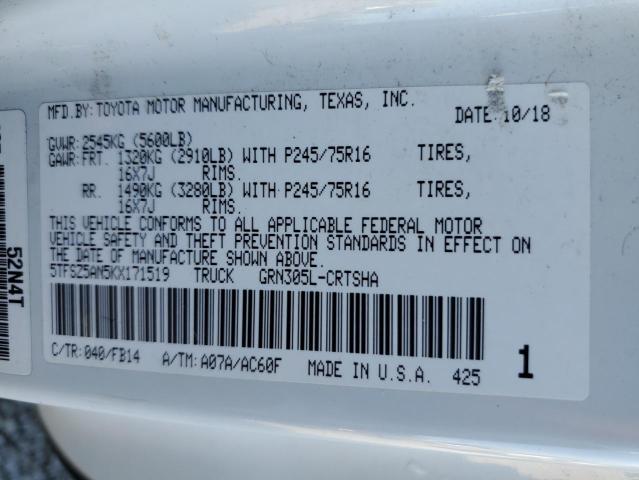 MFD.BY:TOYOTA MOTOR MANUFACTURING, TEXAS, INC.
DATE:10/18
GVWR:2545KG (5600LB)
GAWR:FRT. 1320KG (2910LB) WITH P245/75R16 TIRES,
16X7J RIMS.
RR. 1490KG (3280LB) WITH P245/75R16 TIRES,
16X7J RIMS.
THIS VEHICLE CONFORMS TO ALL APPLICABLE FEDERAL MOTOR
VEHICLE SAFETY AND THEFT PREVENTION STANDARDS IN EFFECT ON
THE DATE OF MANUFACTURE SHOWN ABOVE.
5TFSZ5AN5KX171519 TRUCK GRN305L-CRTSHA
C/TR:040/FB14 A/TM:A07A/AC60F MADE IN U.S.A. 425
1
52N4T